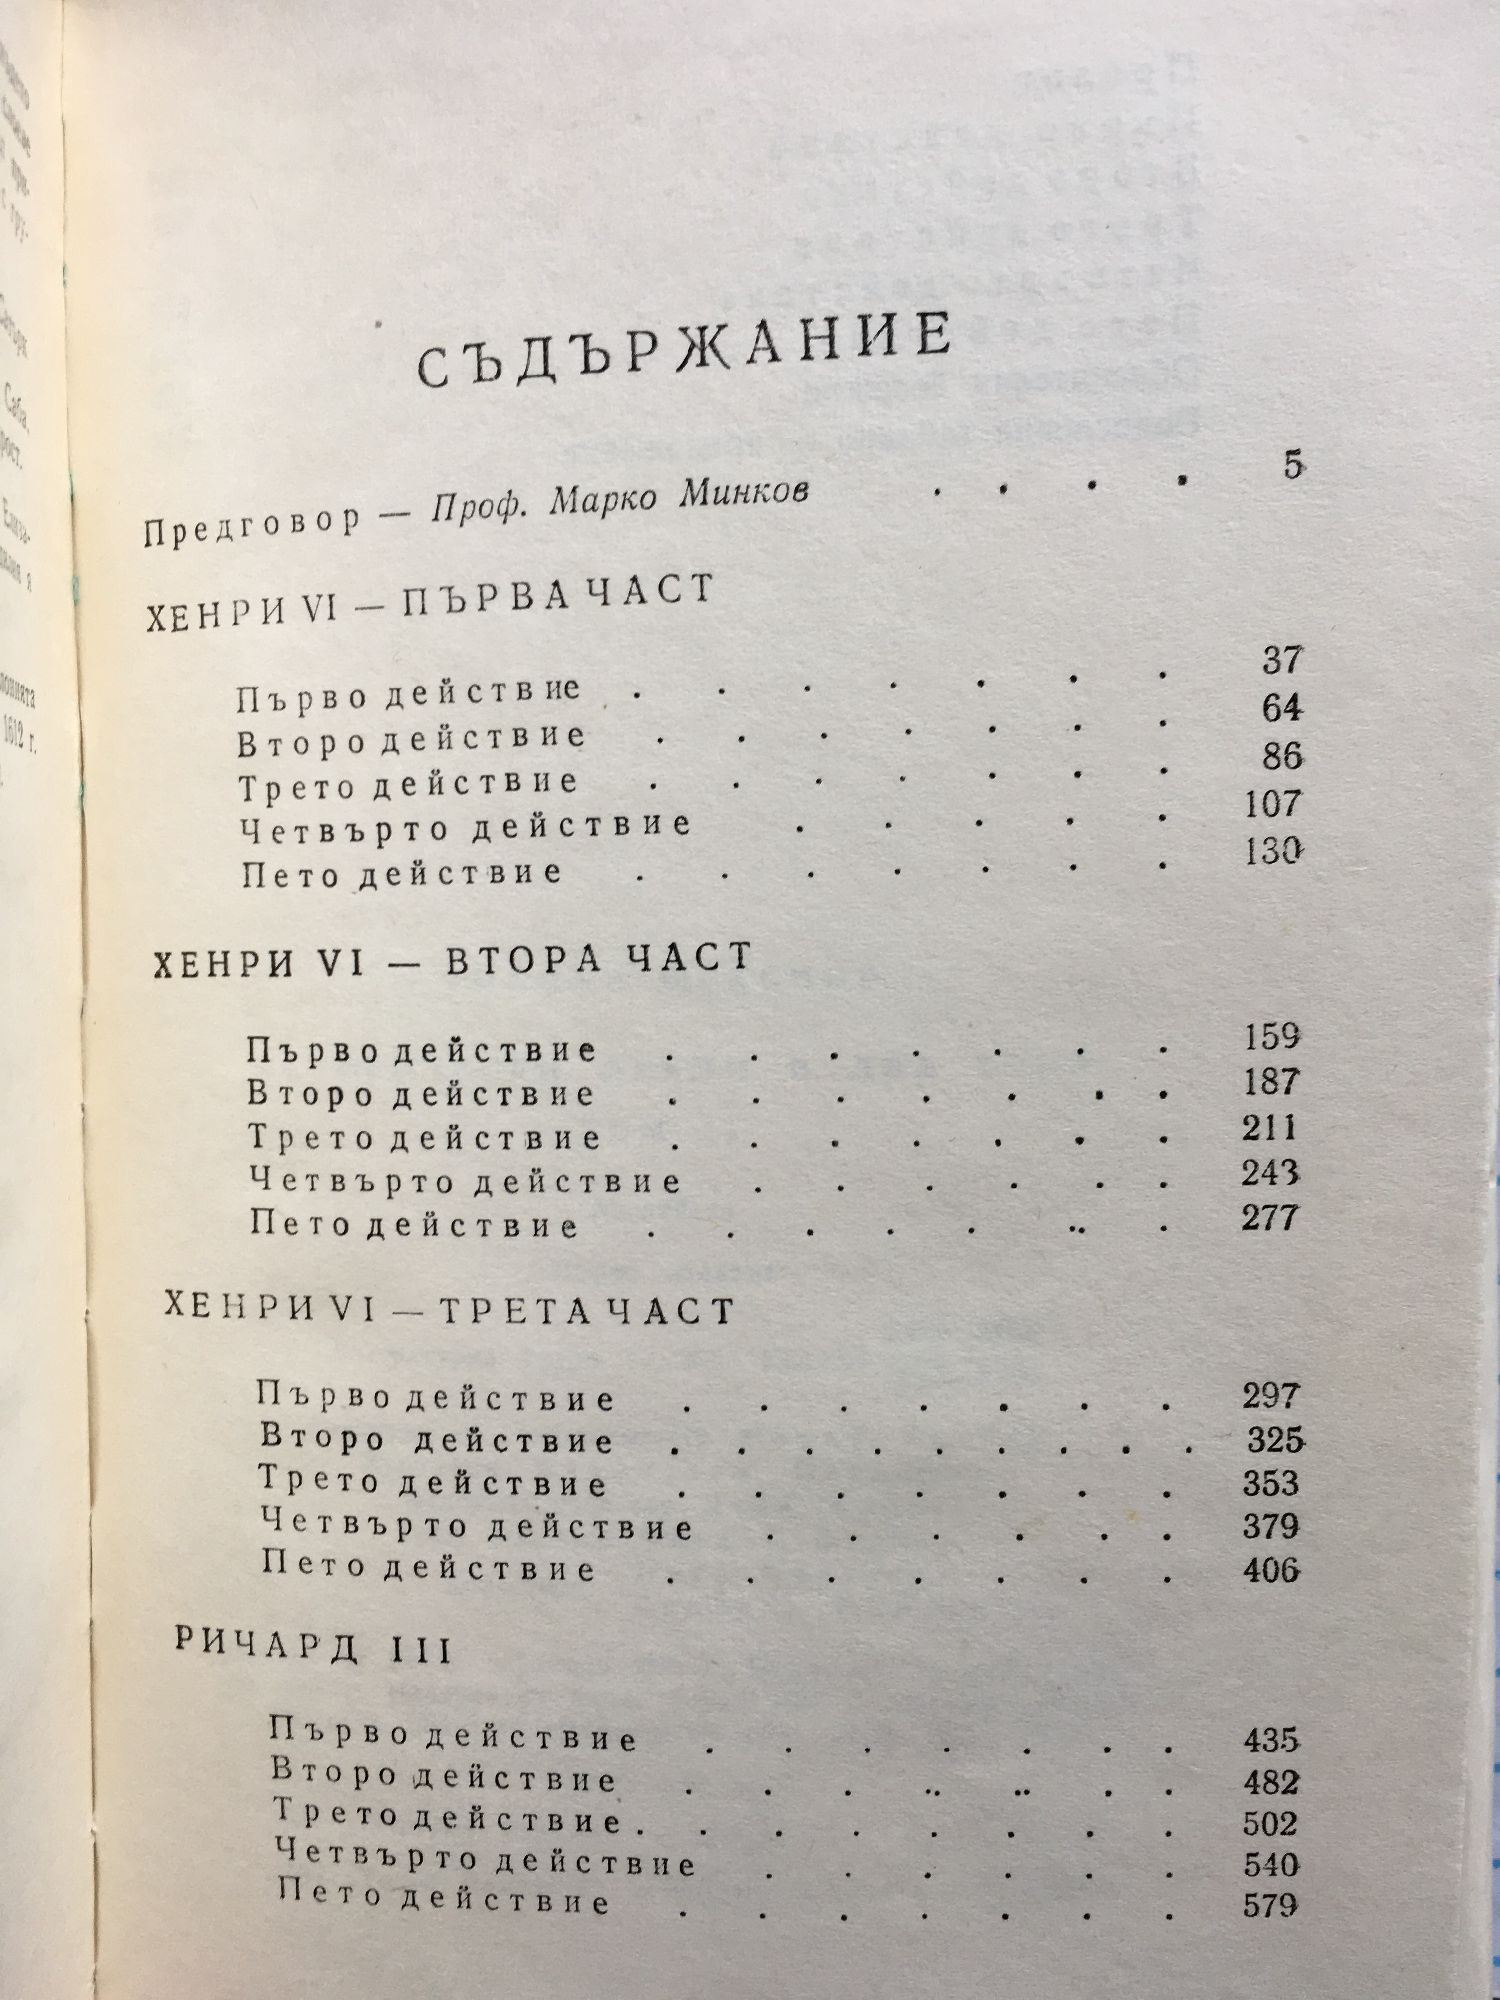 СЪДЪРЖАНИЕ
Предговор — Проф. Марко Минков . . . . 5
ХЕНРИ VI — ПЪРВА ЧАСТ
Първо действие . . . . . . . 37
Второ действие . . . . . . . 64
Трето действие . . . . . . . 86
Четвърто действие . . . . . 107
Пето действие . . . . . . . 130
ХЕНРИ VI — ВТОРА ЧАСТ
Първо действие . . . . . . . 159
Второ действие . . . . . . . 187
Трето действие . . . . . . . 211
Четвърто действие . . . . . . 243
Пето действие . . . . . .. . 277
ХЕНРИ VI — ТРЕТА ЧАСТ
Първо действие . . . . . . . 297
Второ действие . . . . . . . . 325
Трето действие . . . . . . . 353
Четвърто действие . . . . . . 379
Пето действие . . . . . . . 406
РИЧАРД III
Първо действие . . . . . . . 435
Второ действие . . . .. .. . . 482
Трето действие . . . . . . . . 502
Четвърто действие . . . . . . 540
Пето действие . . . . . . . 579
Саба,
1612 г.